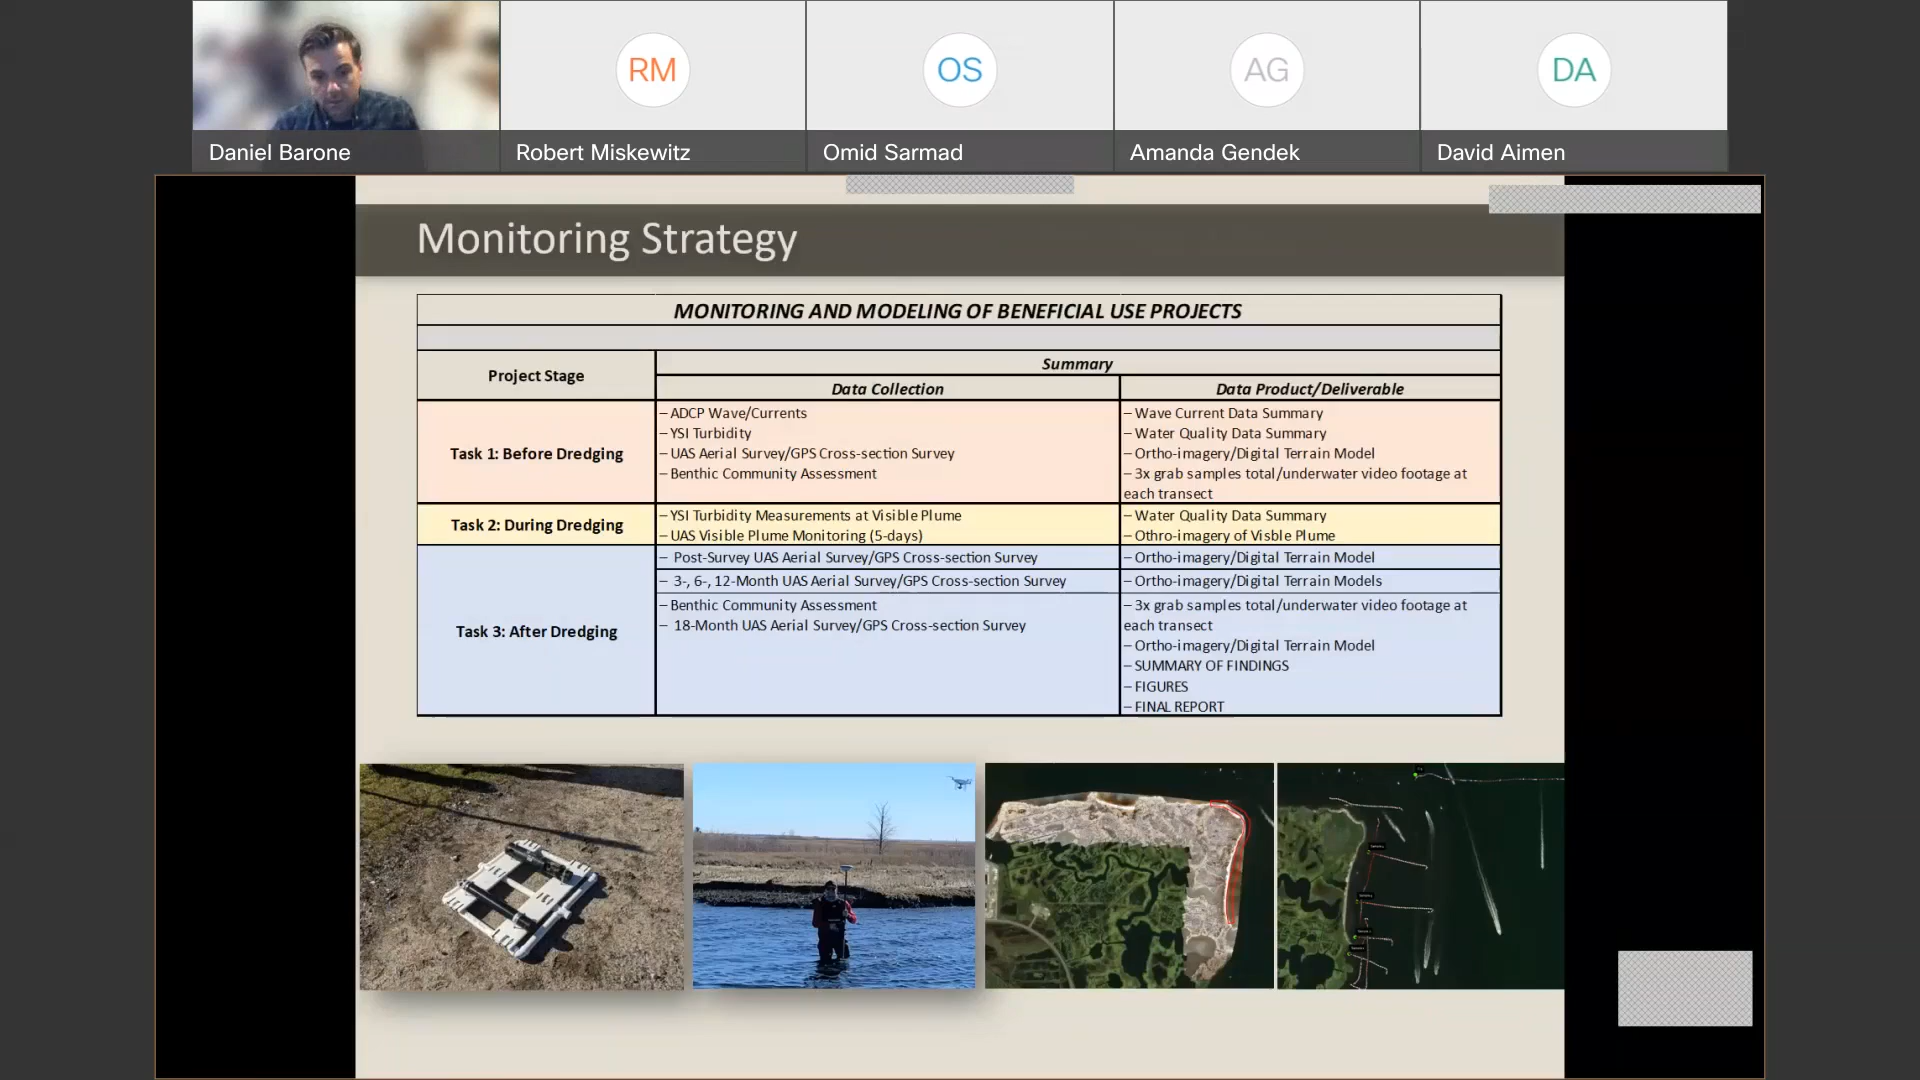 RM
OS
AG
DA
Daniel Barone
Robert Miskewitz
Omid Sarmad
Amanda Gendek
David Aimen
Monitoring Strategy
MONITORING AND MODELING OF BENEFICIAL USE PROJECTS
Project Stage
Summary
Data Collection
Data Product/Deliverable
Task 1: Before Dredging
– ADCP Wave/Currents
– YSI Turbidity
– UAS Aerial Survey/GPS Cross-section Survey
– Benthic Community Assessment
– Wave Current Data Summary
– Water Quality Data Summary
– Ortho-imagery/Digital Terrain Model
– 3x grab samples total/underwater video footage at
each transect
Task 2: During Dredging
– YSI Turbidity Measurements at Visible Plume
– UAS Visible Plume Monitoring (5-days)
– Water Quality Data Summary
– Othro-imagery of Visble Plume
Task 3: After Dredging
– Post-Survey UAS Aerial Survey/GPS Cross-section Survey
– Ortho-imagery/Digital Terrain Model
– 3-, 6-, 12-Month UAS Aerial Survey/GPS Cross-section Survey
– Ortho-imagery/Digital Terrain Models
– Benthic Community Assessment
– 18-Month UAS Aerial Survey/GPS Cross-section Survey
– 3x grab samples total/underwater video footage at
each transect
– Ortho-imagery/Digital Terrain Model
– SUMMARY OF FINDINGS
– FIGURES
– FINAL REPORT